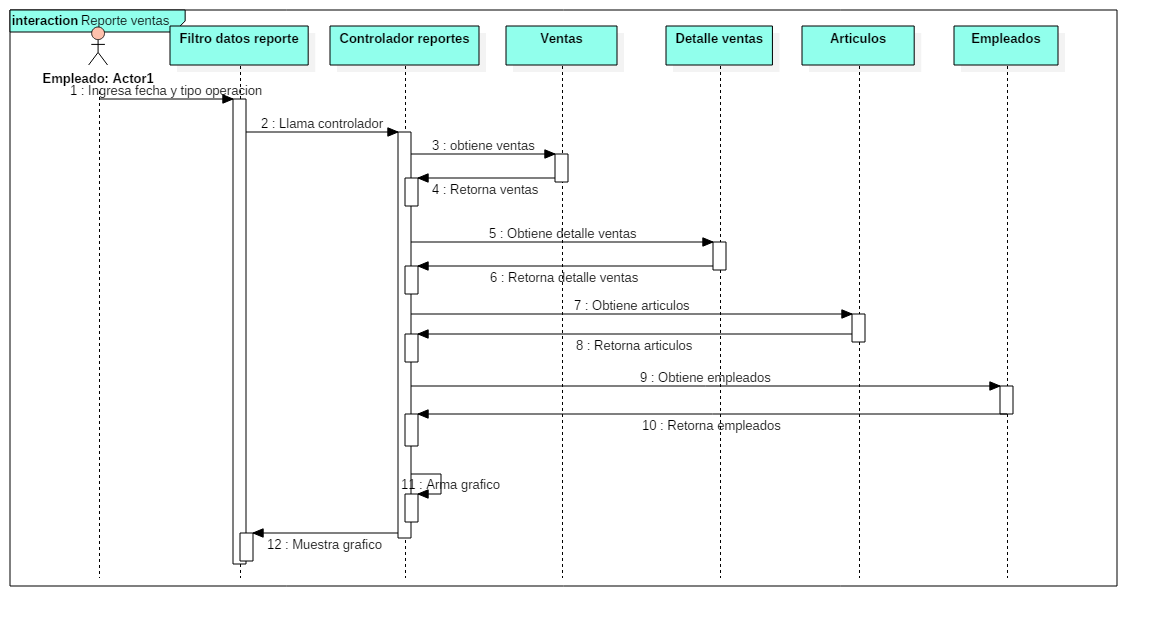 interaction Reporte ventas
Filtro datos reporte
Controlador reportes
Ventas
Detalle ventas
Articulos
Empleados
Empleado: Actor1
1 : Ingresa fecha y tipo operacion
2 : Llama controlador
3 : obtiene ventas
4 : Retorna ventas
5 : Obtiene detalle ventas
6 : Retorna detalle ventas
7 : Obtiene articulos
8 : Retorna articulos
9 : Obtiene empleados
10 : Retorna empleados
11 : Arma grafico
12 : Muestra grafico